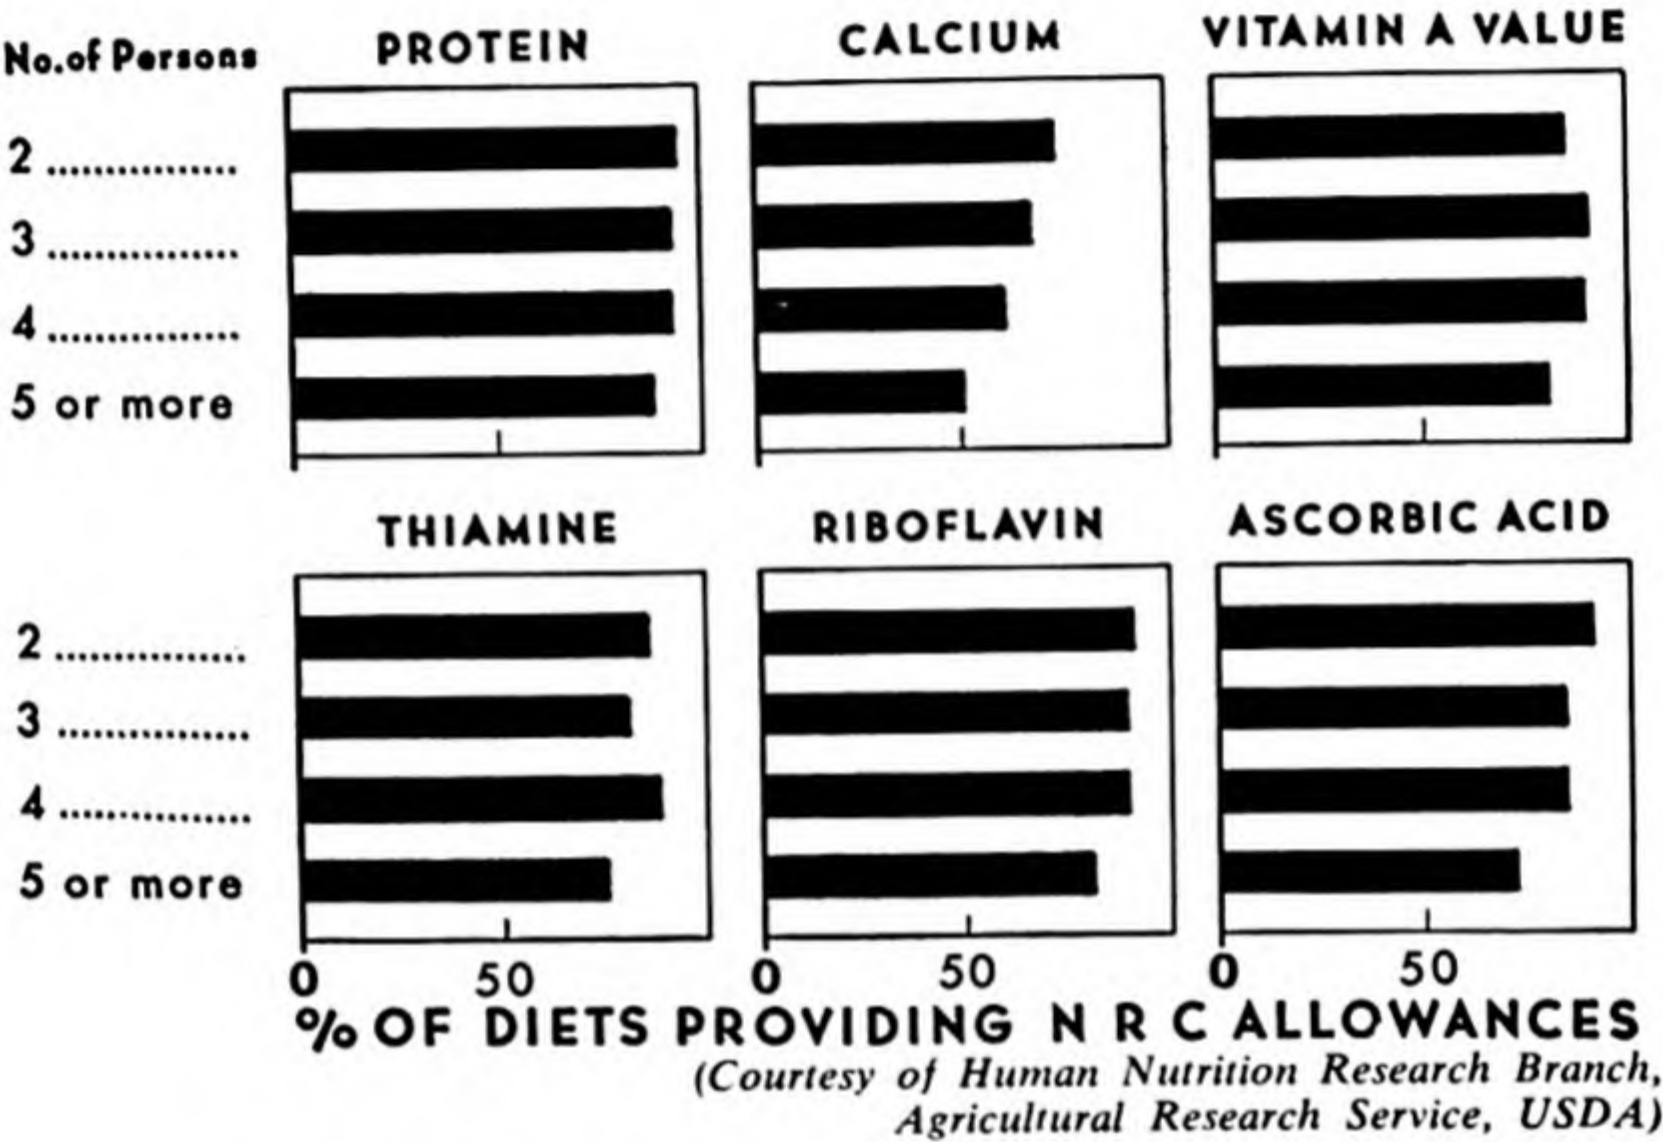 No. of Persons PROTEIN CALCIUM VITAMIN A VALUE
2 ................
3 ................
4 ................
5 or more
THIAMINE RIBOFLAVIN ASCORBIC ACID
2 ................
3 ................
4 ................
5 or more
0 50 0 50 0 50
% OF DIETS PROVIDING N R C ALLOWANCES
(Courtesy of Human Nutrition Research Branch,
Agricultural Research Service, USDA)